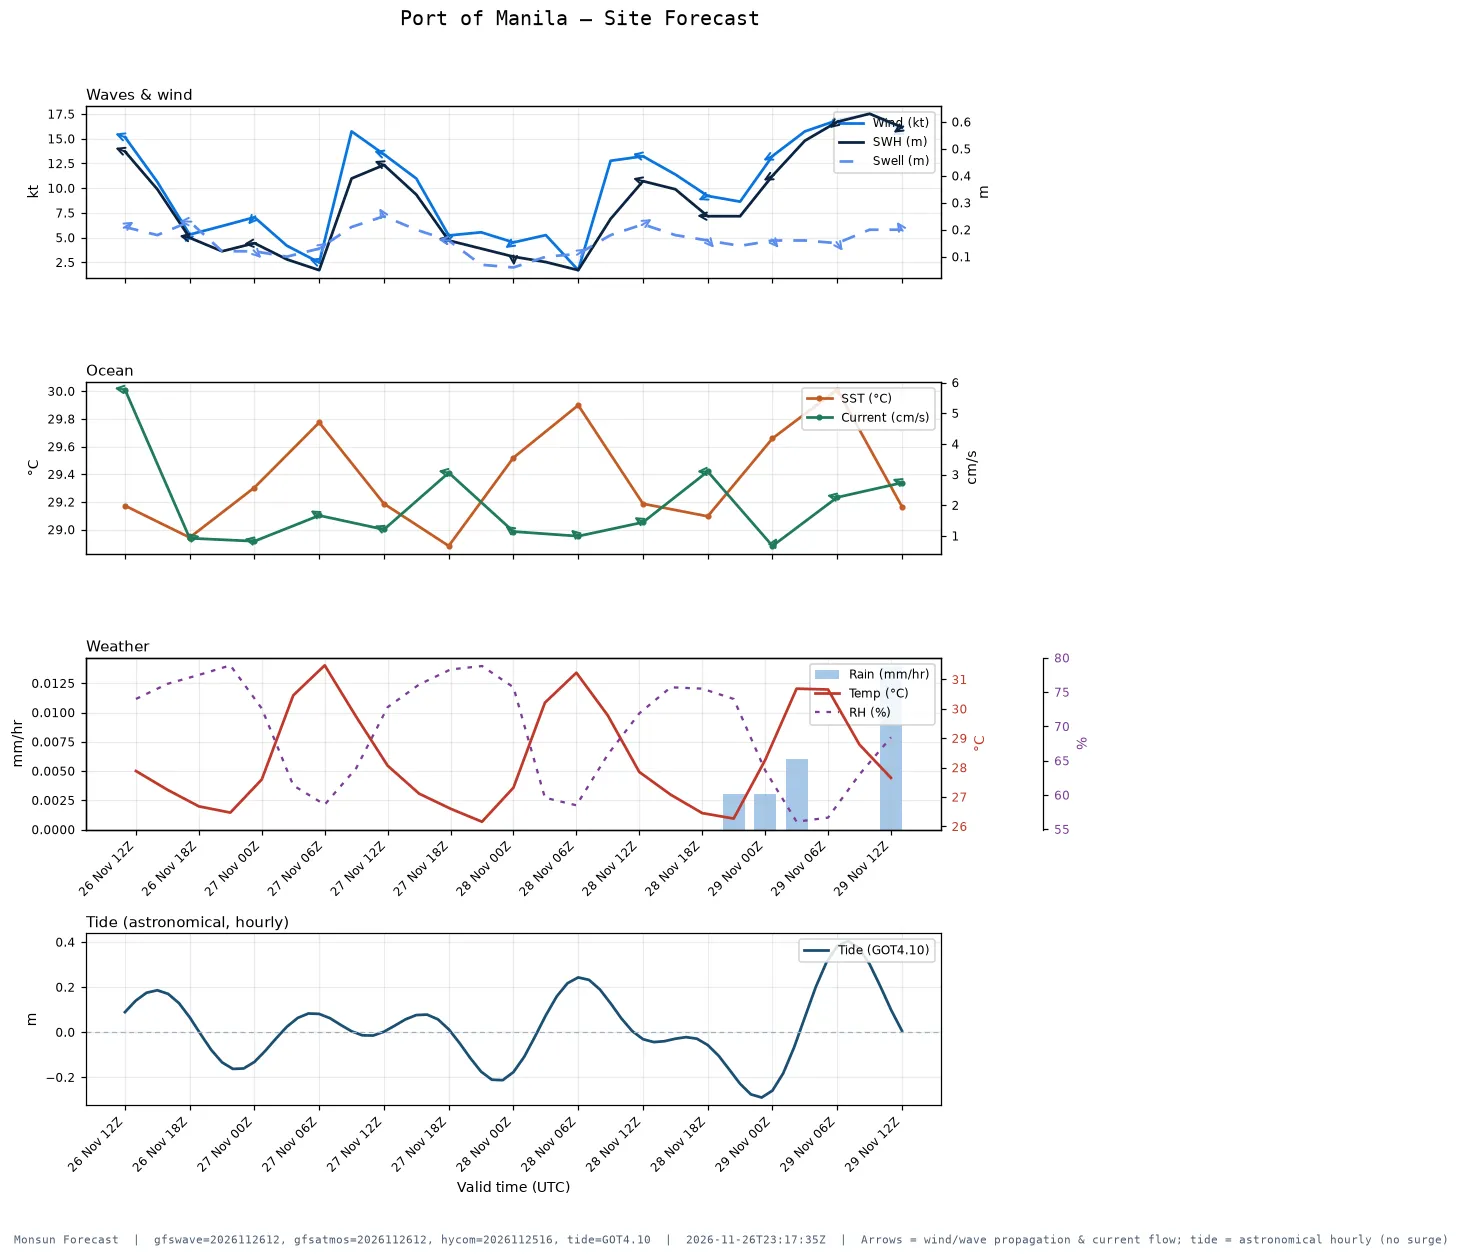 Port of Manila — Site Forecast
Waves & wind
17.5
15.0
12.5
10.0
7.5
5.0
2.5
kt
0.6
0.5
0.4
0.3
0.2
0.1
m
Wind (kt)
SWH (m)
Swell (m)
Ocean
30.0
29.8
29.6
29.4
29.2
29.0
°C
6
5
4
3
2
1
cm/s
SST (°C)
Current (cm/s)
Weather
0.0125
0.0100
0.0075
0.0050
0.0025
0.0000
mm/hr
31
30
29
28
27
26
°C
80
75
70
65
60
55
%
Rain (mm/hr)
Temp (°C)
RH (%)
26 Nov 12Z
26 Nov 18Z
27 Nov 00Z
27 Nov 06Z
27 Nov 12Z
27 Nov 18Z
28 Nov 00Z
28 Nov 06Z
28 Nov 12Z
28 Nov 18Z
29 Nov 00Z
29 Nov 06Z
29 Nov 12Z
Tide (astronomical, hourly)
0.4
0.2
0.0
−0.2
m
Tide (GOT4.10)
26 Nov 12Z
26 Nov 18Z
27 Nov 00Z
27 Nov 06Z
27 Nov 12Z
27 Nov 18Z
28 Nov 00Z
28 Nov 06Z
28 Nov 12Z
28 Nov 18Z
29 Nov 00Z
29 Nov 06Z
29 Nov 12Z
Valid time (UTC)
Monsun Forecast | gfswave=2026112612, gfsatmos=2026112612, hycom=2026112516, tide=GOT4.10 | 2026-11-26T23:17:35Z | Arrows = wind/wave propagation & current flow; tide = astronomical hourly (no surge)